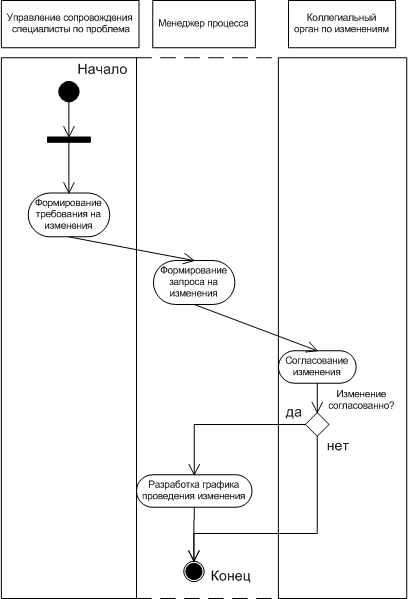 Управление сопровождения
специалисты по проблема
Менеджер процесса
Коллегиальный
орган по изменениям
Начало
Формирование
требования на
изменения
Формирование
запроса на
изменения
Согласование
изменения
Изменение
согласованно?
да
нет
Разработка графика
проведения изменения
Конец